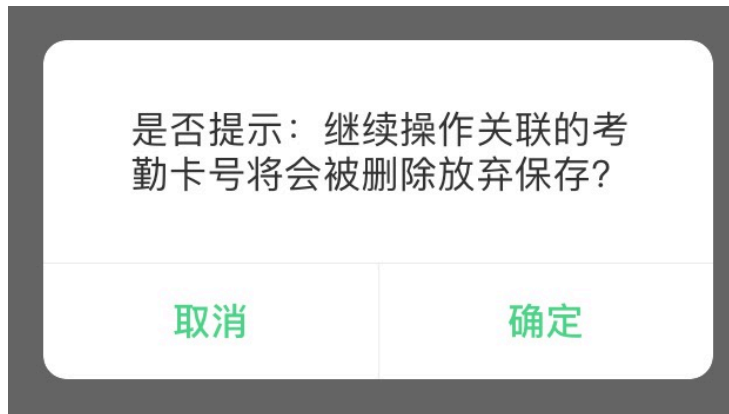 是否提示：继续操作关联的考
勤卡号将会被删除放弃保存？
取消
确定